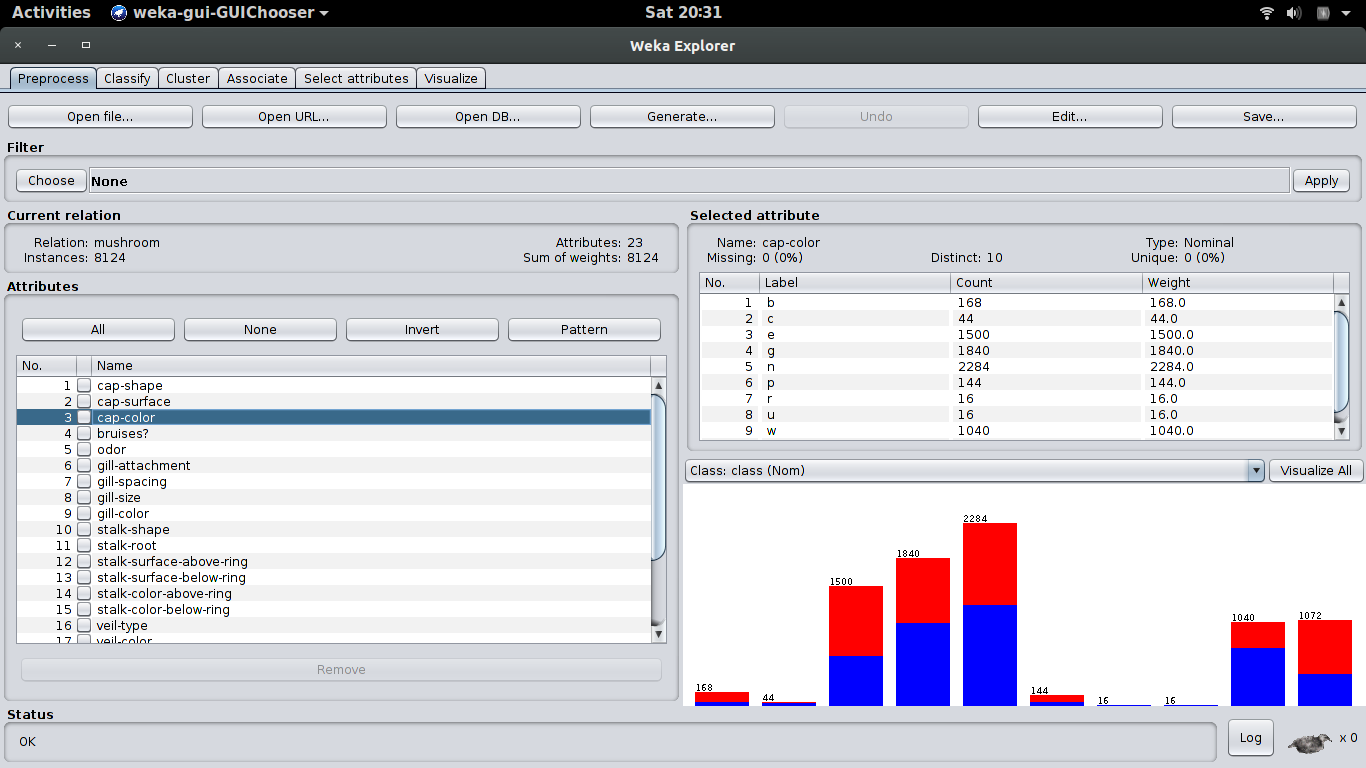 Activities weka-gui-GUIChooser Sat 20:31
Weka Explorer
Preprocess Classify Cluster Associate Select attributes Visualize
Open file... Open URL... Open DB... Generate... Undo Edit... Save...
Filter
Choose None Apply
Current relation
Relation: mushroom Attributes: 23
Instances: 8124 Sum of weights: 8124
Attributes
All None Invert Pattern
No. Name
1 cap-shape
2 cap-surface
3 cap-color
4 bruises?
5 odor
6 gill-attachment
7 gill-spacing
8 gill-size
9 gill-color
10 stalk-shape
11 stalk-root
12 stalk-surface-above-ring
13 stalk-surface-below-ring
14 stalk-color-above-ring
15 stalk-color-below-ring
16 veil-type
17 veil-color
Remove
Selected attribute
Name: cap-color Type: Nominal
Missing: 0 (0%) Distinct: 10 Unique: 0 (0%)
No. Label Count Weight
1 b 168 168.0
2 c 44 44.0
3 e 1500 1500.0
4 g 1840 1840.0
5 n 2284 2284.0
6 p 144 144.0
7 r 16 16.0
8 u 16 16.0
9 w 1040 1040.0
Class: class (Nom) Visualize All
168 44 1500 1840 2284 144 16 16 1040 1072
Status
OK Log x 0